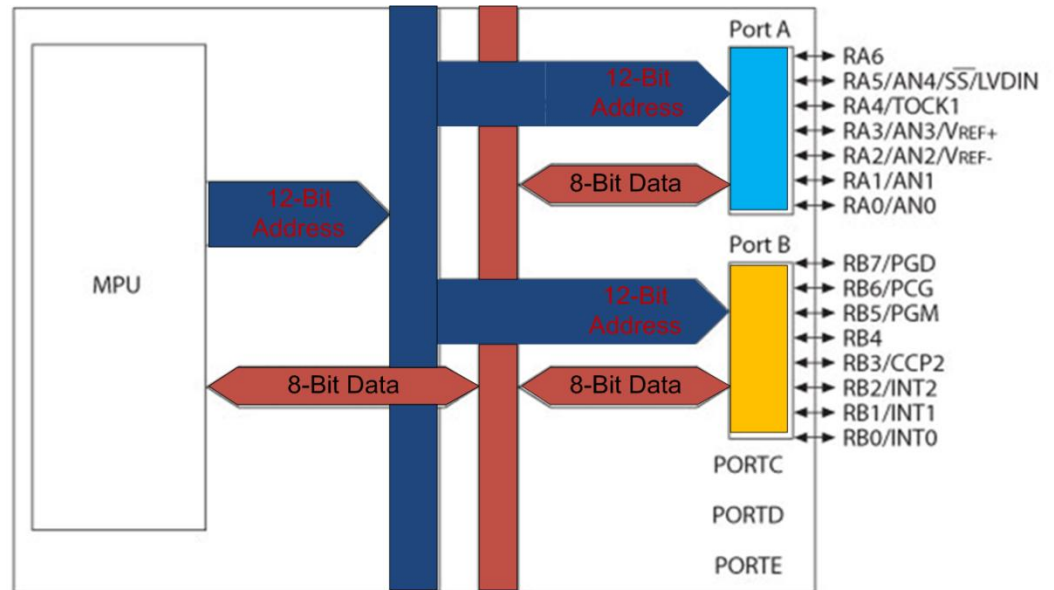 Port A
RA6
RA5/AN4/SS/LVDIN
RA4/TOCK1
RA3/AN3/VREF+
RA2/AN2/VREF-
RA1/AN1
RA0/AN0
12-Bit
Address
8-Bit Data
12-Bit
Address
MPU
Port B
RB7/PGD
RB6/PCG
RB5/PGM
RB4
RB3/CCP2
RB2/INT2
RB1/INT1
RB0/INT0
12-Bit
Address
8-Bit Data
8-Bit Data
PORTC
PORTD
PORTE